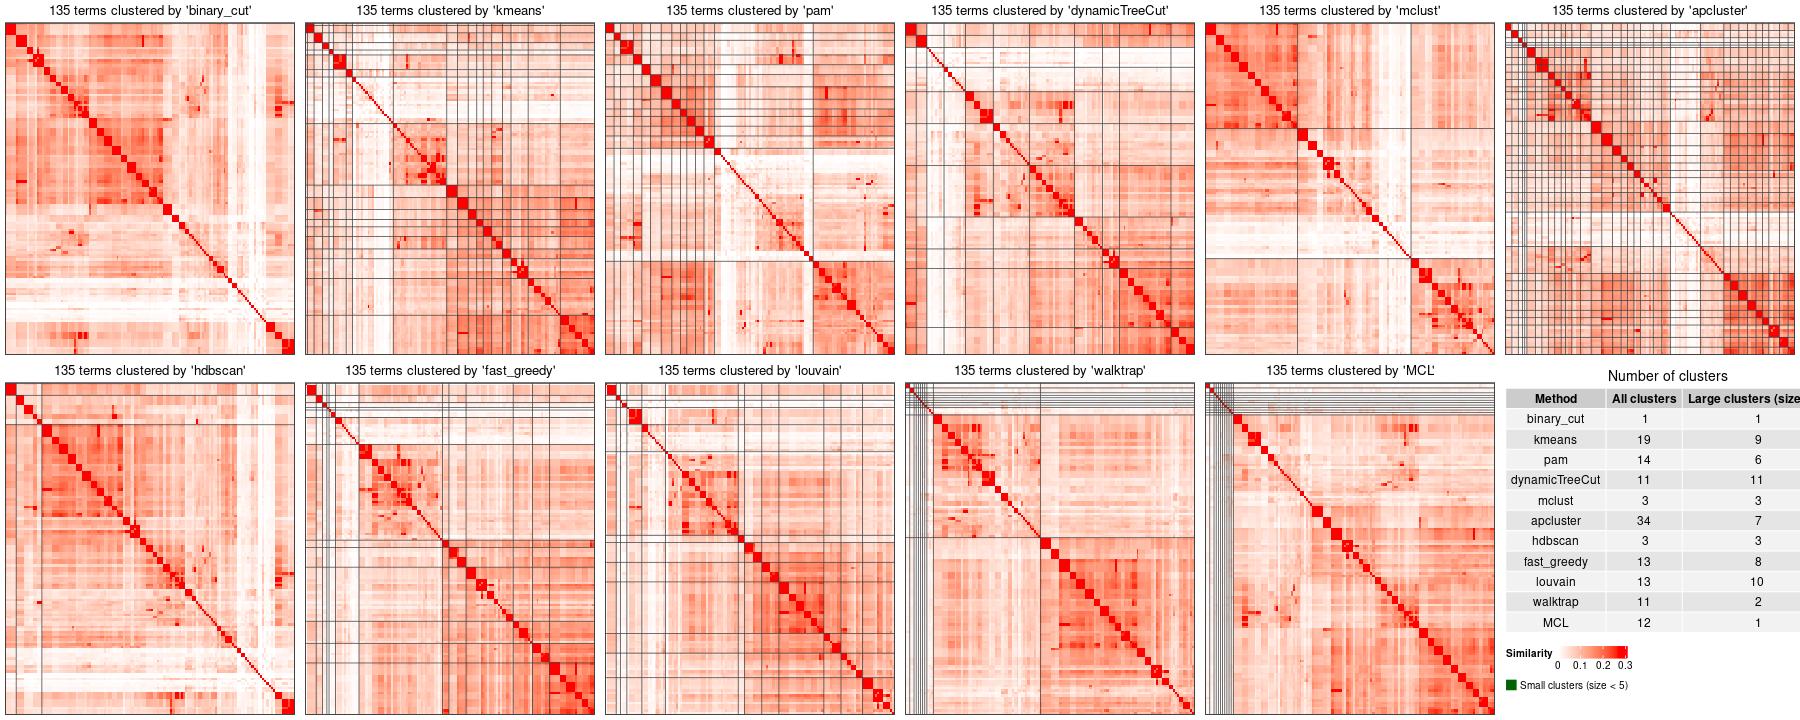 135 terms clustered by 'binary_cut'
135 terms clustered by 'kmeans'
135 terms clustered by 'pam'
135 terms clustered by 'dynamicTreeCut'
135 terms clustered by 'mclust'
135 terms clustered by 'apcluster'
135 terms clustered by 'hdbscan'
135 terms clustered by 'fast_greedy'
135 terms clustered by 'louvain'
135 terms clustered by 'walktrap'
135 terms clustered by 'MCL'
Number of clusters
Method All clusters Large clusters (size
binary_cut 1 1
kmeans 19 9
pam 14 6
dynamicTreeCut 11 11
mclust 3 3
apcluster 34 7
hdbscan 3 3
fast_greedy 13 8
louvain 13 10
walktrap 11 2
MCL 12 1
Similarity
0 0.1 0.2 0.3
Small clusters (size < 5)